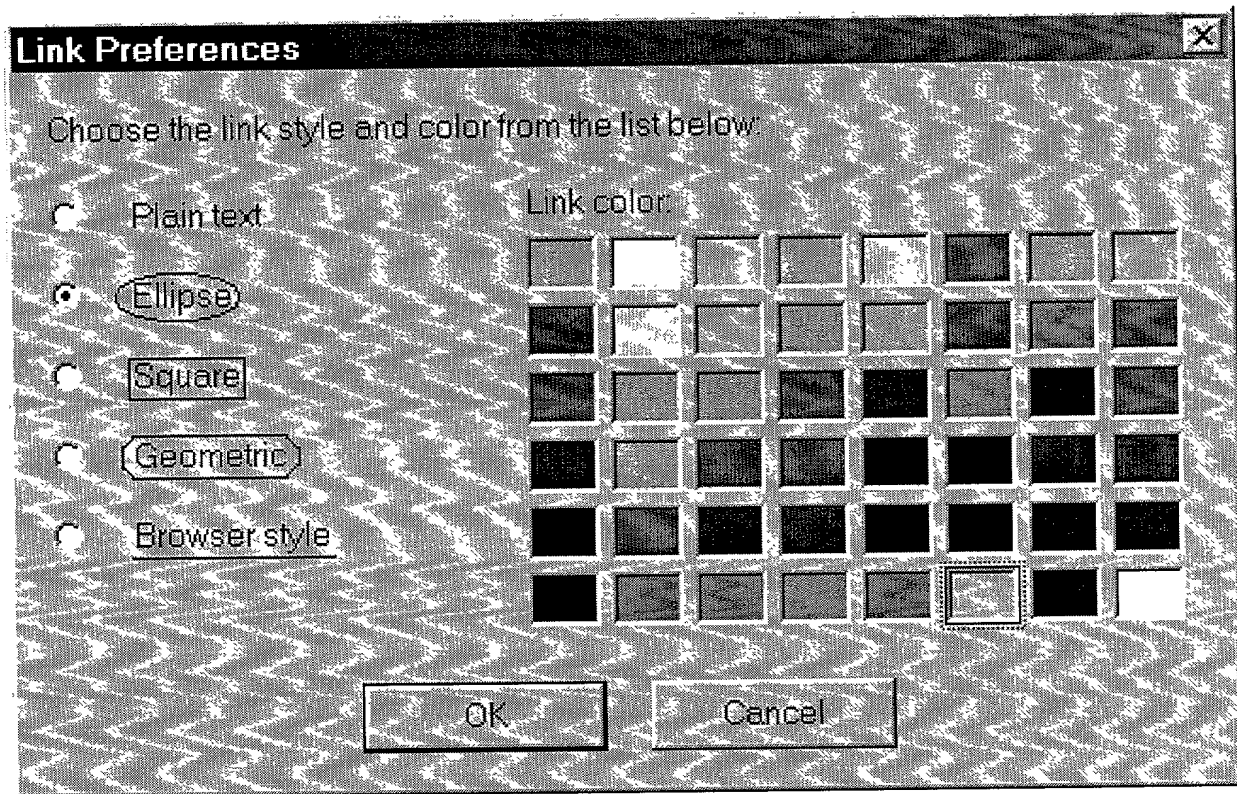 Link Preferences
Choose the link style and color from the list below:
Plain text
Link color:
Ellipse
Square
Geometric
Browser style
OK
Cancel